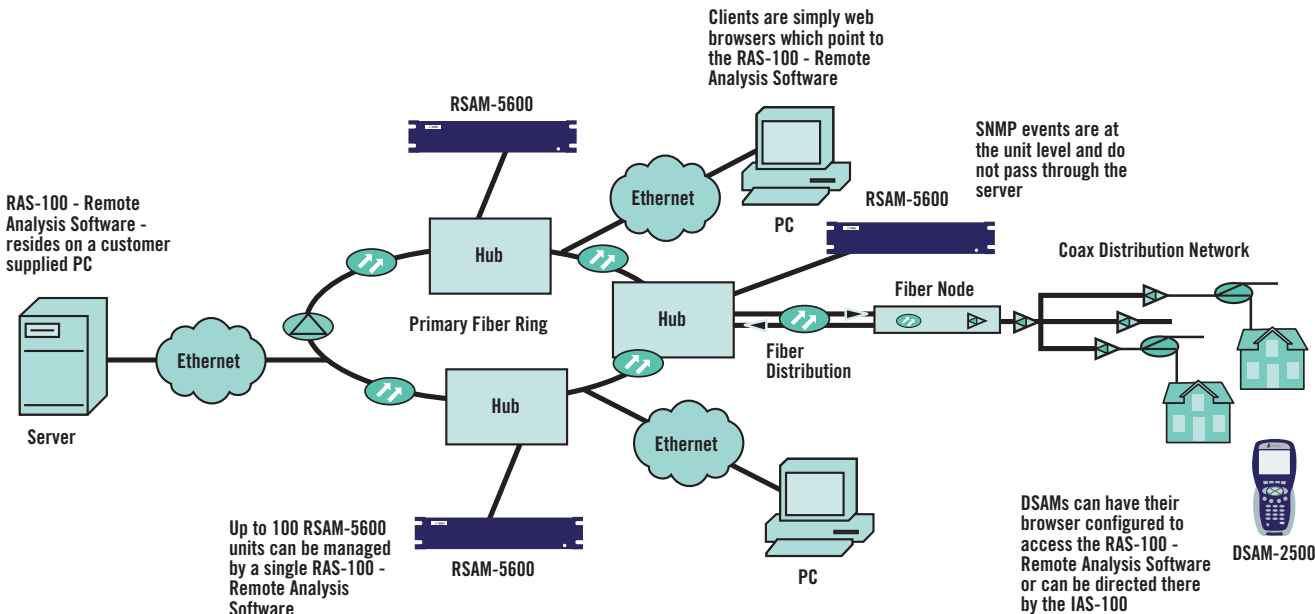 Clients are simply web
browsers which point to
the RAS-100 - Remote
Analysis Software
RSAM-5600
SNMP events are at
the unit level and do
not pass through the
server
Ethernet
PC
RSAM-5600
RAS-100 - Remote
Analysis Software -
resides on a customer
supplied PC
Hub
Coax Distribution Network
Primary Fiber Ring
Hub
Fiber Node
Ethernet
Fiber
Distribution
Server
Hub
Ethernet
Up to 100 RSAM-5600
units can be managed
by a single RAS-100 -
Remote Analysis
Software
RSAM-5600
PC
DSAMs can have their
browser configured to
access the RAS-100 -
Remote Analysis Software
or can be directed there
by the IAS-100
DSAM-2500